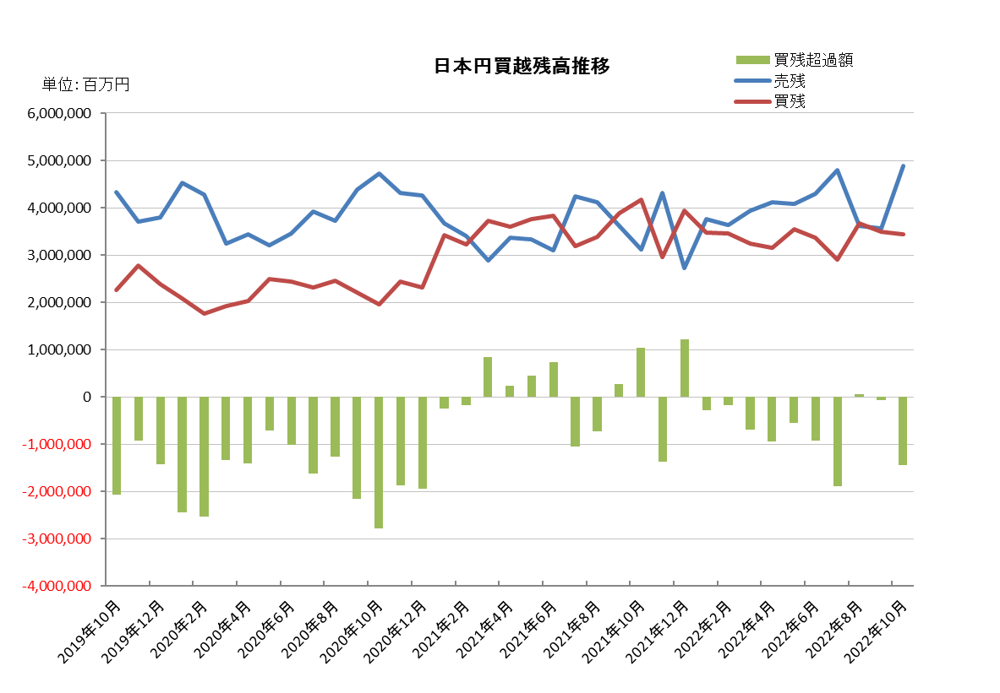 日本円買越残高推移
買残超過額
売残
買残
単位：百万円
6,000,000
5,000,000
4,000,000
3,000,000
2,000,000
1,000,000
0
-1,000,000
-2,000,000
-3,000,000
-4,000,000
2019年10月
2019年12月
2020年2月
2020年4月
2020年6月
2020年8月
2020年10月
2020年12月
2021年2月
2021年4月
2021年6月
2021年8月
2021年10月
2021年12月
2022年2月
2022年4月
2022年6月
2022年8月
2022年10月